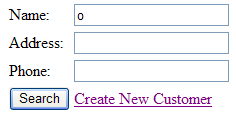 Name: o
Address:
Phone:
Search Create New Customer